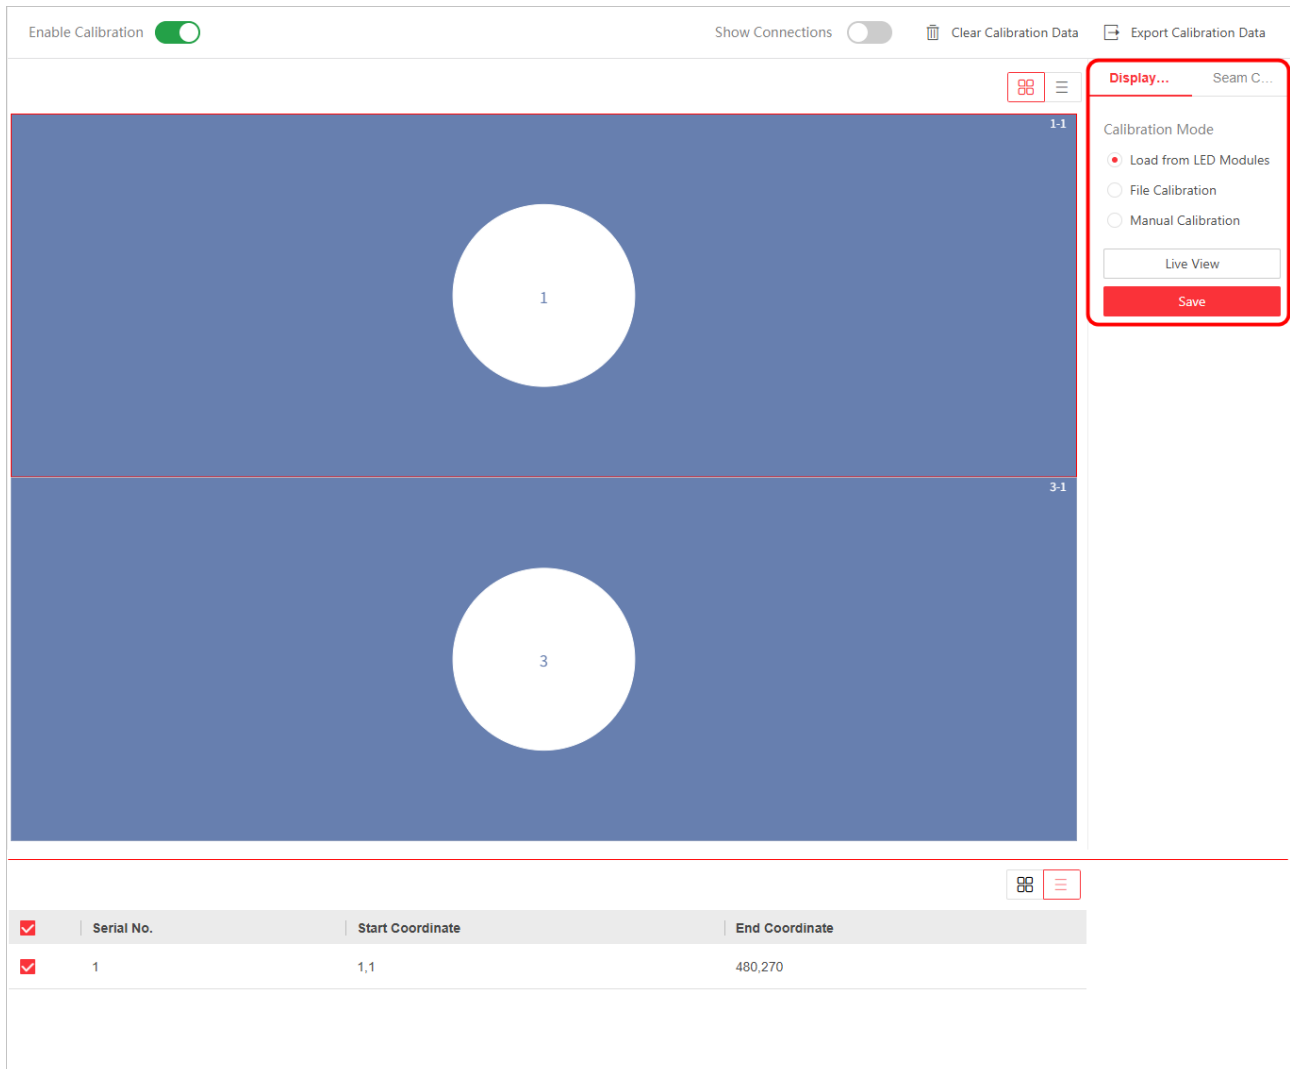 Enable Calibration
Show Connections
Clear Calibration Data
Export Calibration Data
Display...
Seam C...
1-1
Calibration Mode
Load from LED Modules
File Calibration
Manual Calibration
Live View
Save
1
3-1
3
Serial No.
Start Coordinate
End Coordinate
1
1,1
480,270